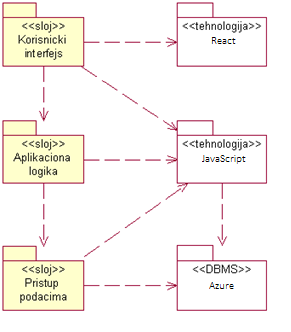 <<sloj>>
Korisnicki
interfejs
<<tehnologija>>
React
<<sloj>>
Aplikaciona
logika
<<tehnologija>>
JavaScript
<<sloj>>
Pristup
podacima
<<DBMS>>
Azure